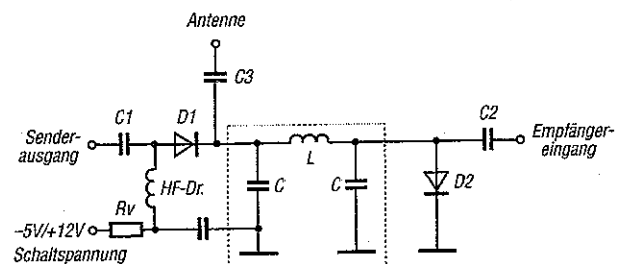 Antenne
C3
C1
D1
C2
Sender-
ausgang
Empfänger-
eingang
L
HF-Dr.
C
C
D2
Rv
–5V/+12V
Schaltspannung